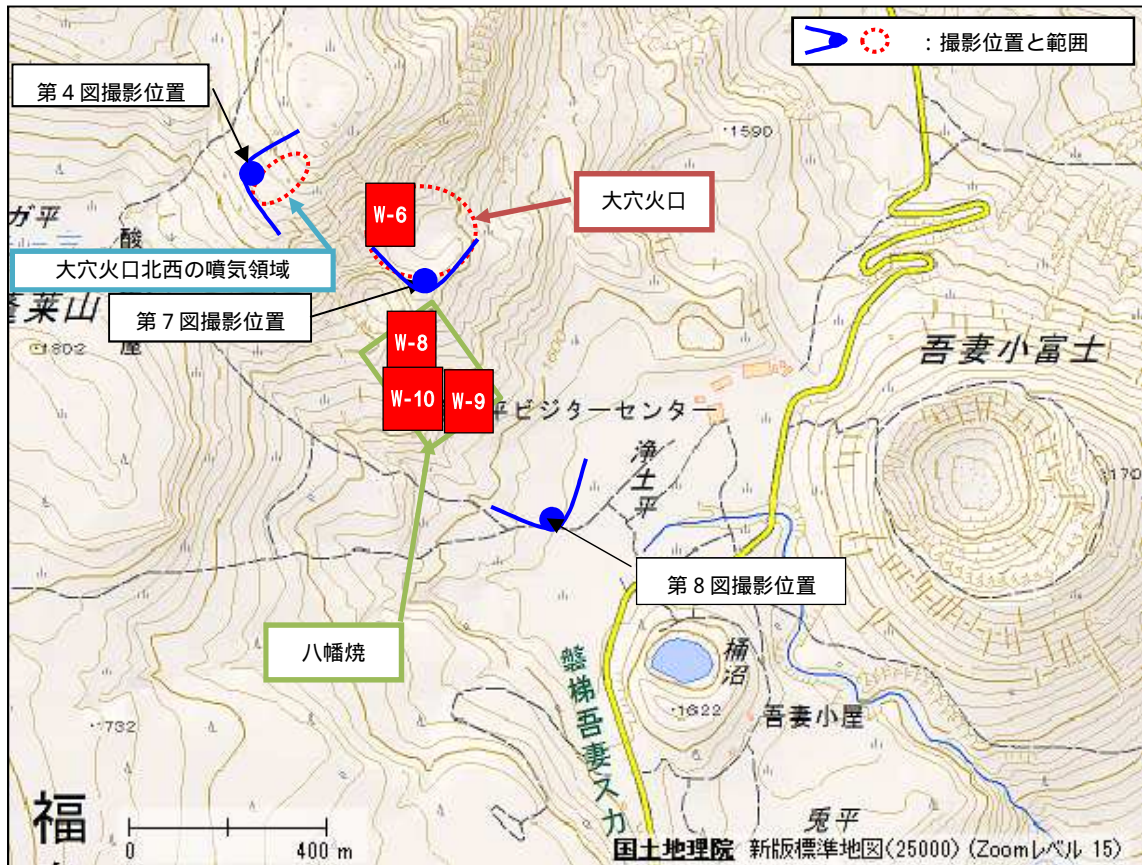 ：撮影位置と範囲
第４図撮影位置
・1590
W-6
大穴火口
ガ平
酸
大穴火口北西の噴気領域
第７図撮影位置
蓬莱山
屋
1802
W-8
吾妻小富士
W-10
W-9
平ビジターセンター
浄土平
170
第８図撮影位置
八幡焼
桶沼
磐梯吾妻スカ
・1622
吾妻小屋
・1732
福
兎平
0
400 m
国土地理院 新版標準地図(25000) (Zoomレベル 15)